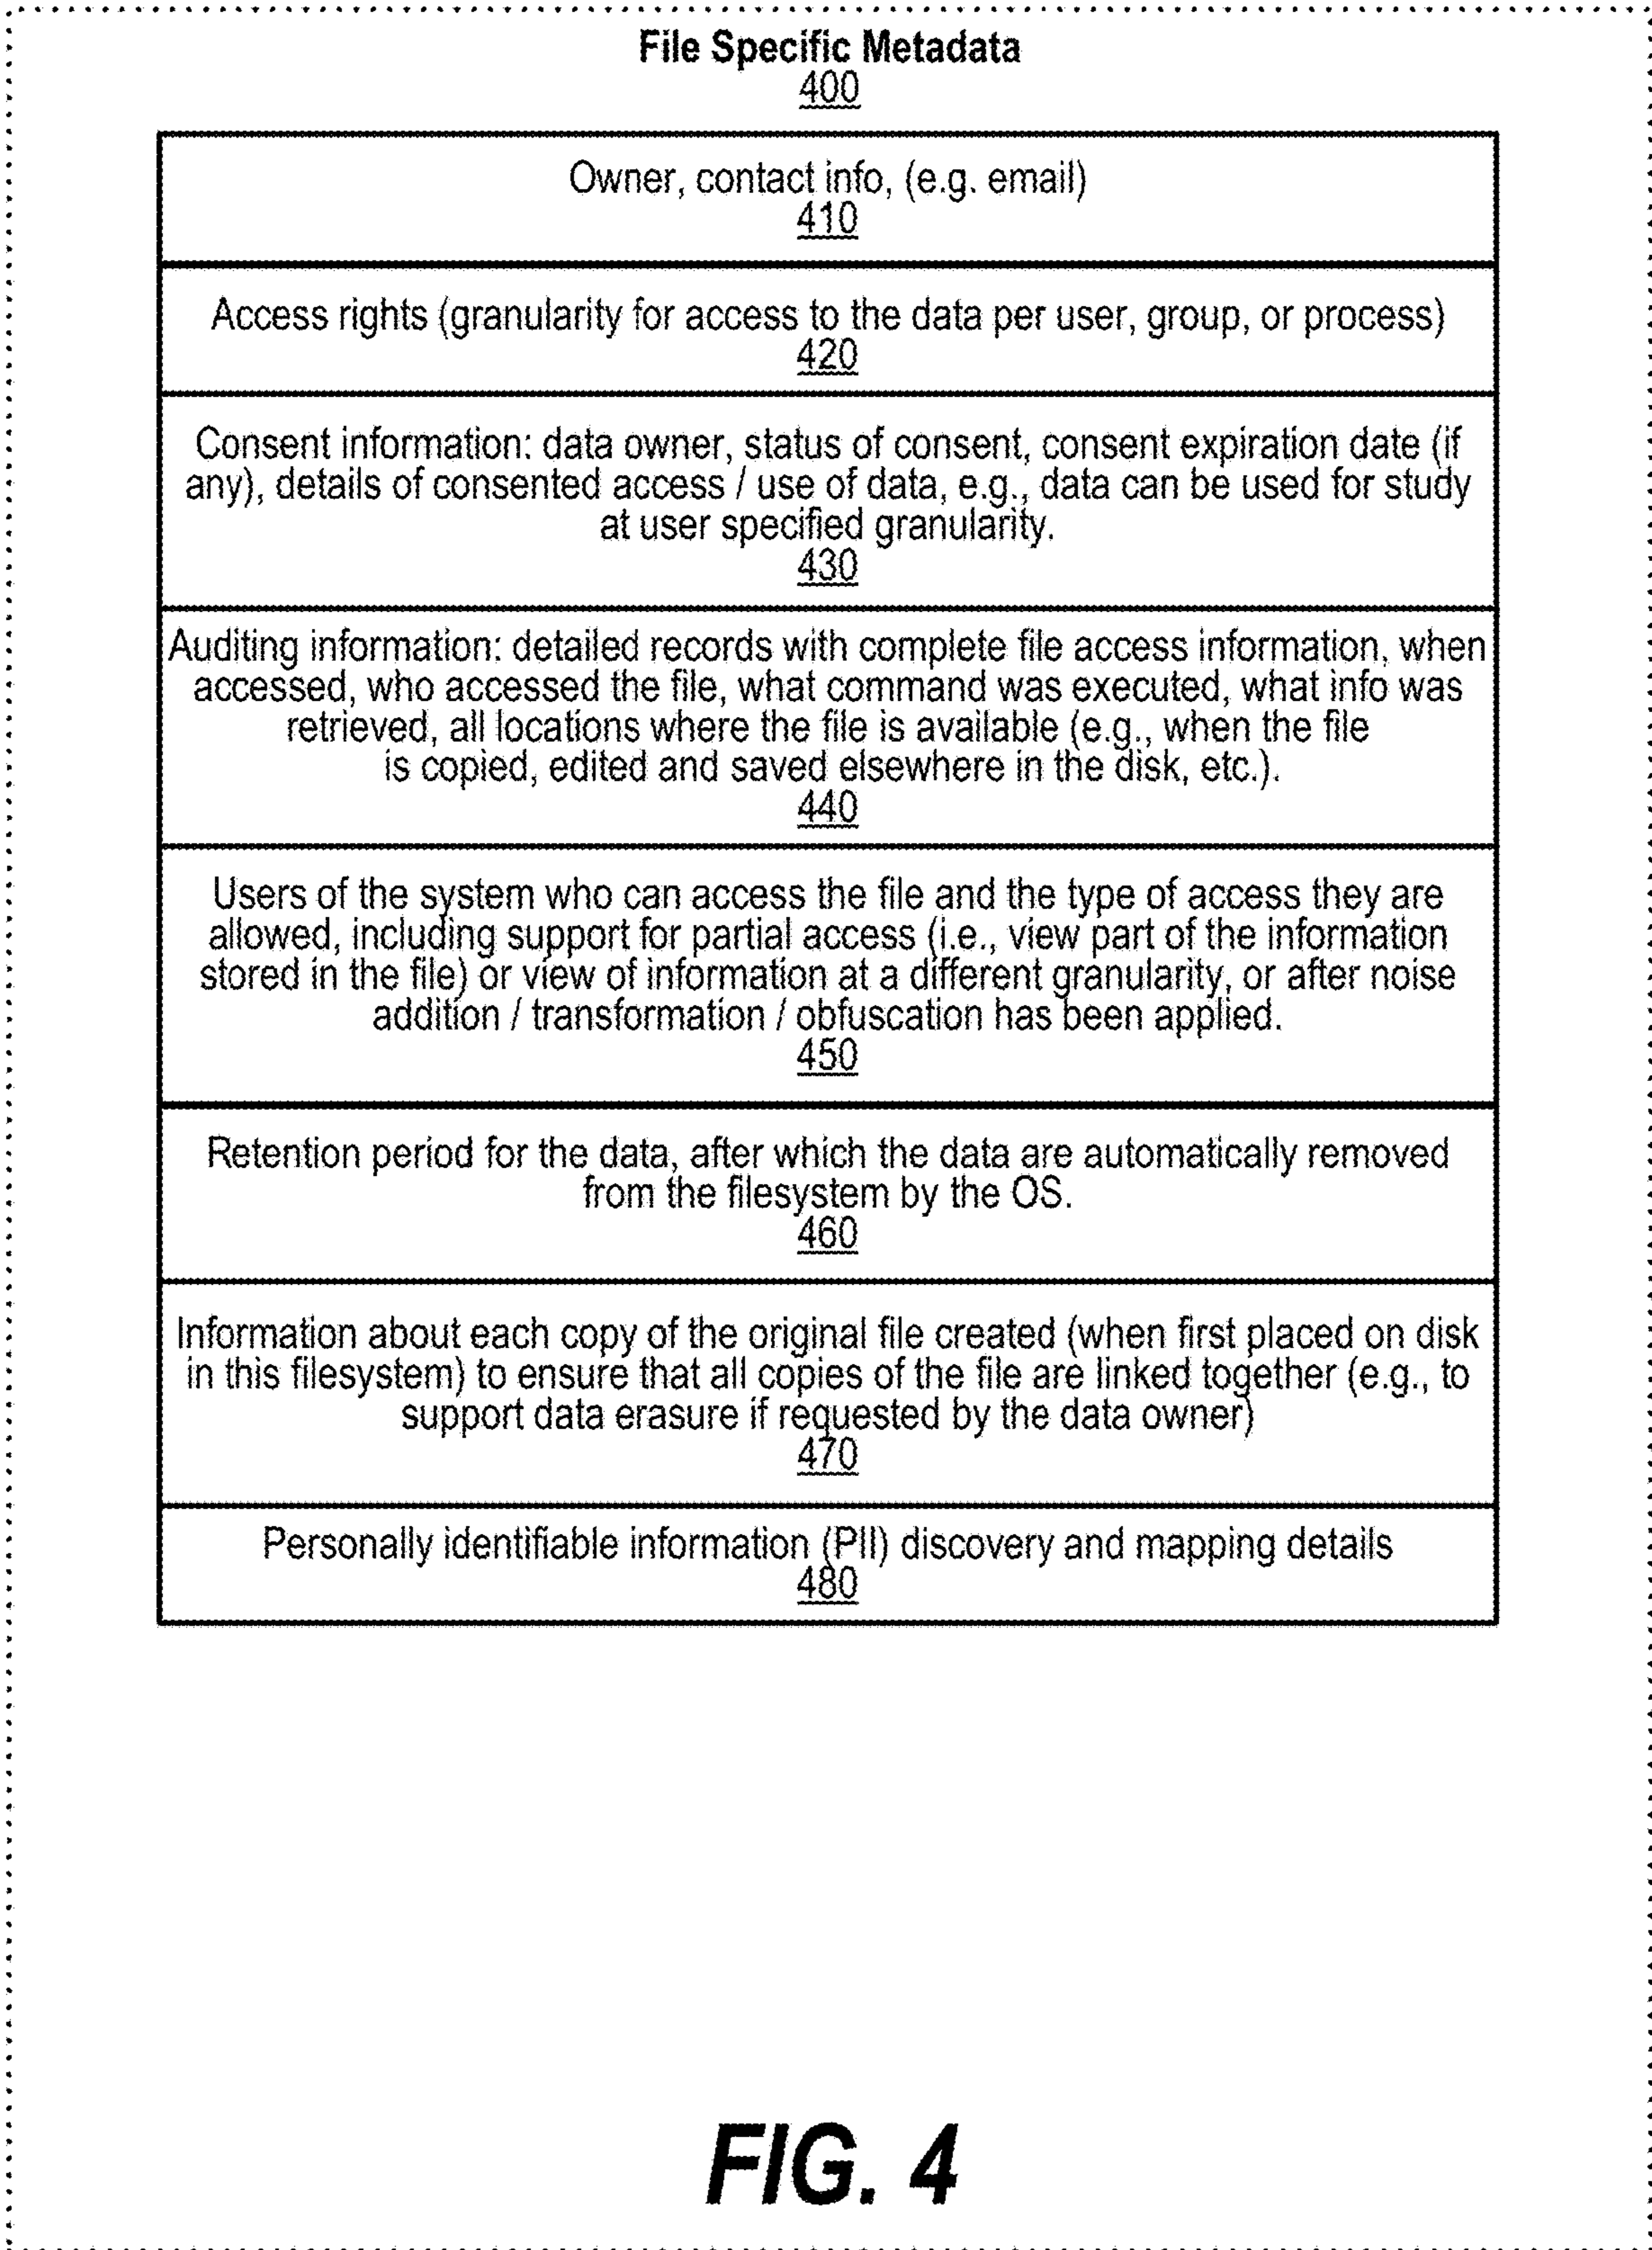 File Specific Metadata
400
Owner, contact info, (e.g. email)
410
Access rights (granularity for access to the data per user, group, or process)
420
Consent information: data owner, status of consent, consent expiration date (if
any), details of consented access / use of data, e.g., data can be used for study
at user specified granularity.
430
Auditing information: detailed records with complete file access information, when
accessed, who accessed the file, what command was executed, what info was
retrieved, all locations where the file is available (e.g., when the file
is copied, edited and saved elsewhere in the disk, etc.).
440
Users of the system who can access the file and the type of access they are
allowed, including support for partial access (i.e., view part of the information
stored in the file) or view of information at a different granularity, or after noise
addition / transformation / obfuscation has been applied.
450
Retention period for the data, after which the data are automatically removed
from the filesystem by the OS.
460
Information about each copy of the original file created (when first placed on disk
in this filesystem) to ensure that all copies of the file are linked together (e.g., to
support data erasure if requested by the data owner)
470
Personally identifiable information (PII) discovery and mapping details
480
FIG. 4